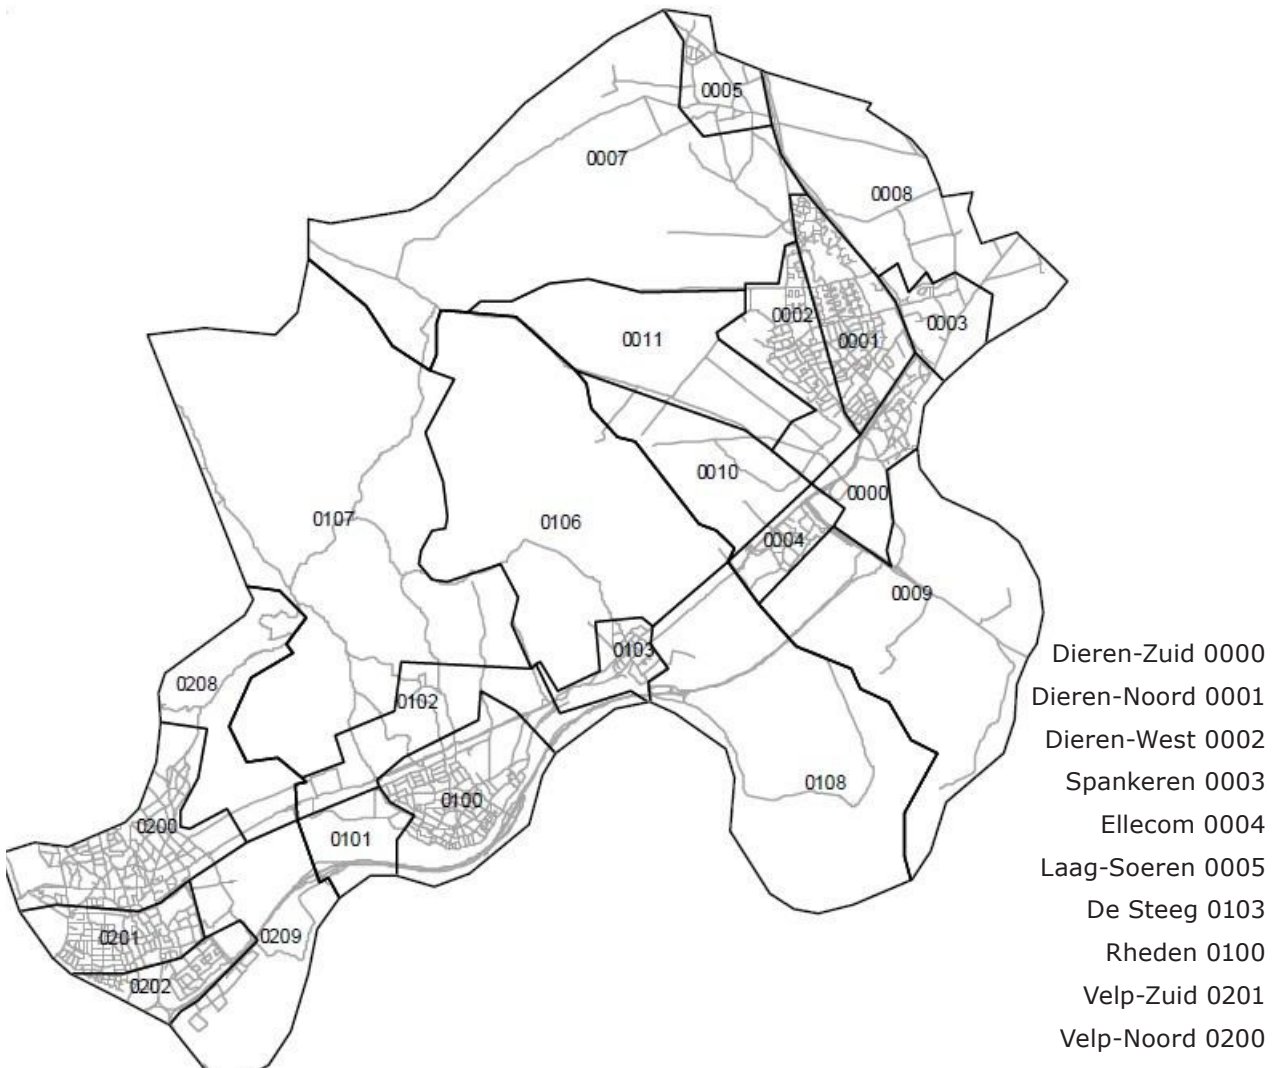 0005
0007
0008
0002
0003
0011
0001
0010
0000
0107
0106
0004
0009
0103
0208
0102
0108
0100
0200
0101
0201
0209
0202
Dieren-Zuid 0000
Dieren-Noord 0001
Dieren-West 0002
Spankeren 0003
Ellecom 0004
Laag-Soeren 0005
De Steeg 0103
Rheden 0100
Velp-Zuid 0201
Velp-Noord 0200